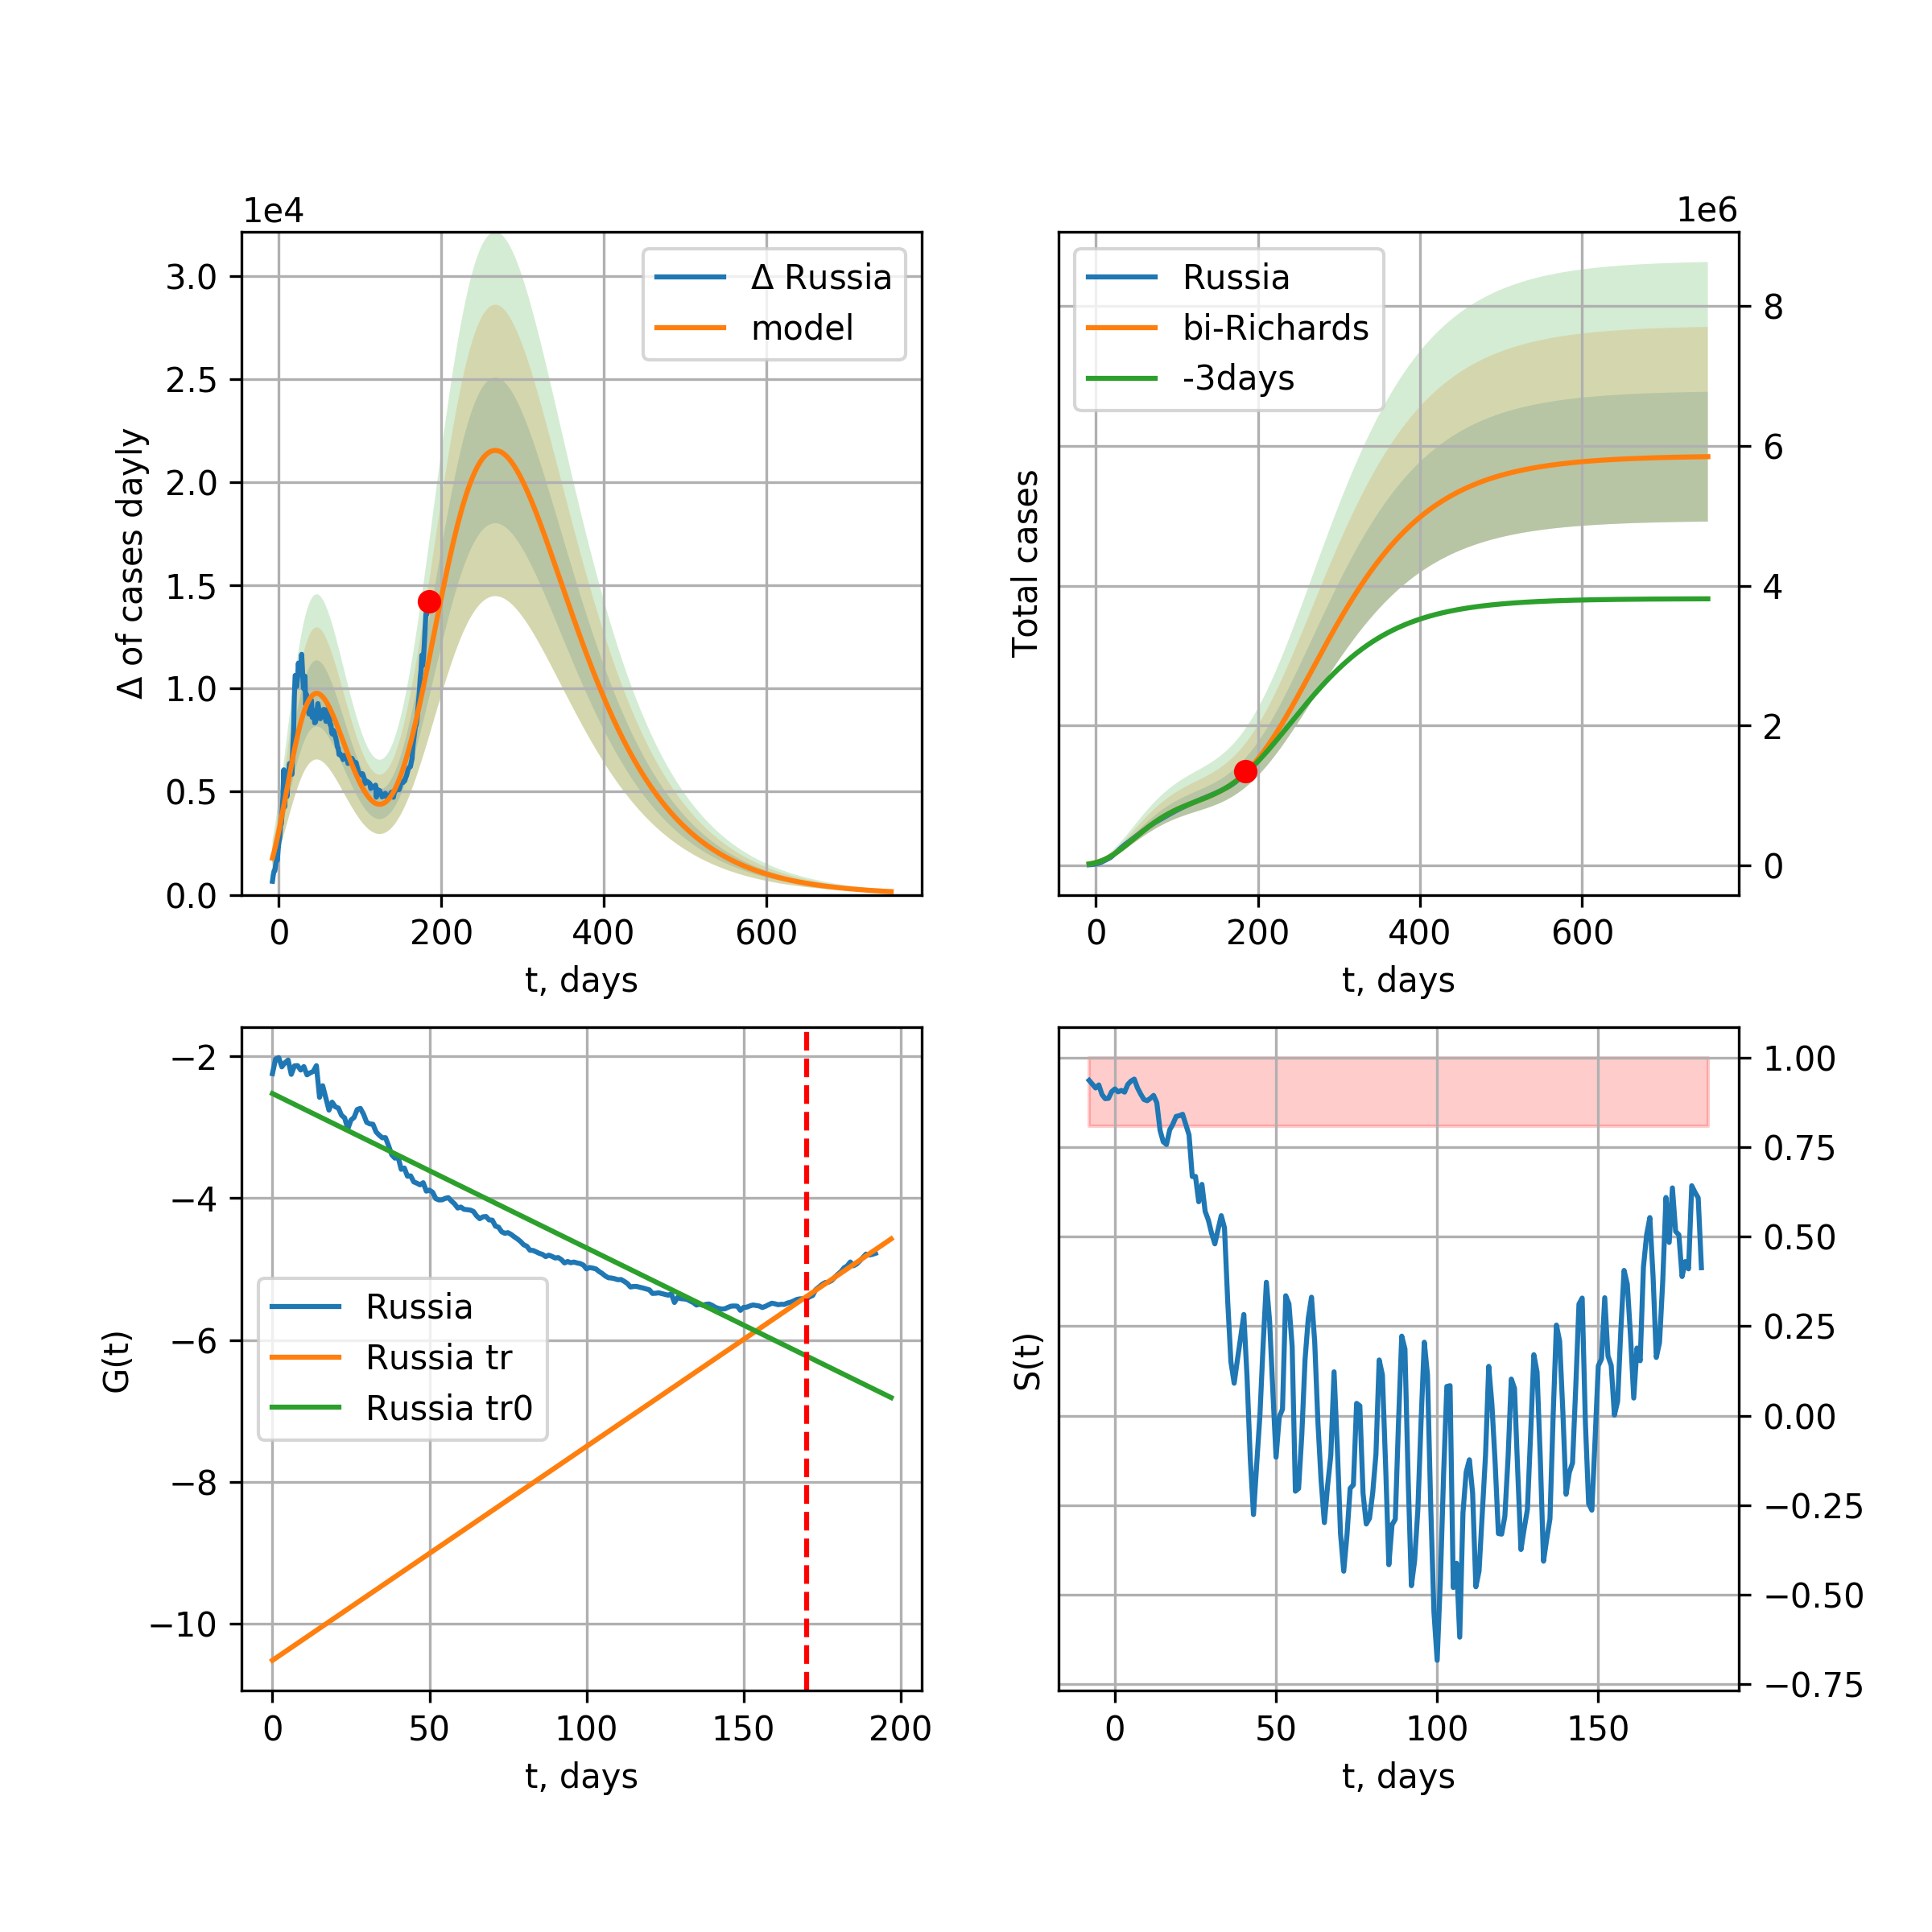 1e4
3.0
2.5
2.0
1.5
1.0
0.5
0.0
Δ of cases dayly
Δ Russia
model
0 200 400 600
t, days
1e6
Russia
bi-Richards
-3days
Total cases
8
6
4
2
0
0 200 400 600
t, days
−2
−4
−6
−8
−10
G(t)
Russia
Russia tr
Russia tr0
0 50 100 150 200
t, days
S(t)
1.00
0.75
0.50
0.25
0.00
−0.25
−0.50
−0.75
0 50 100 150
t, days